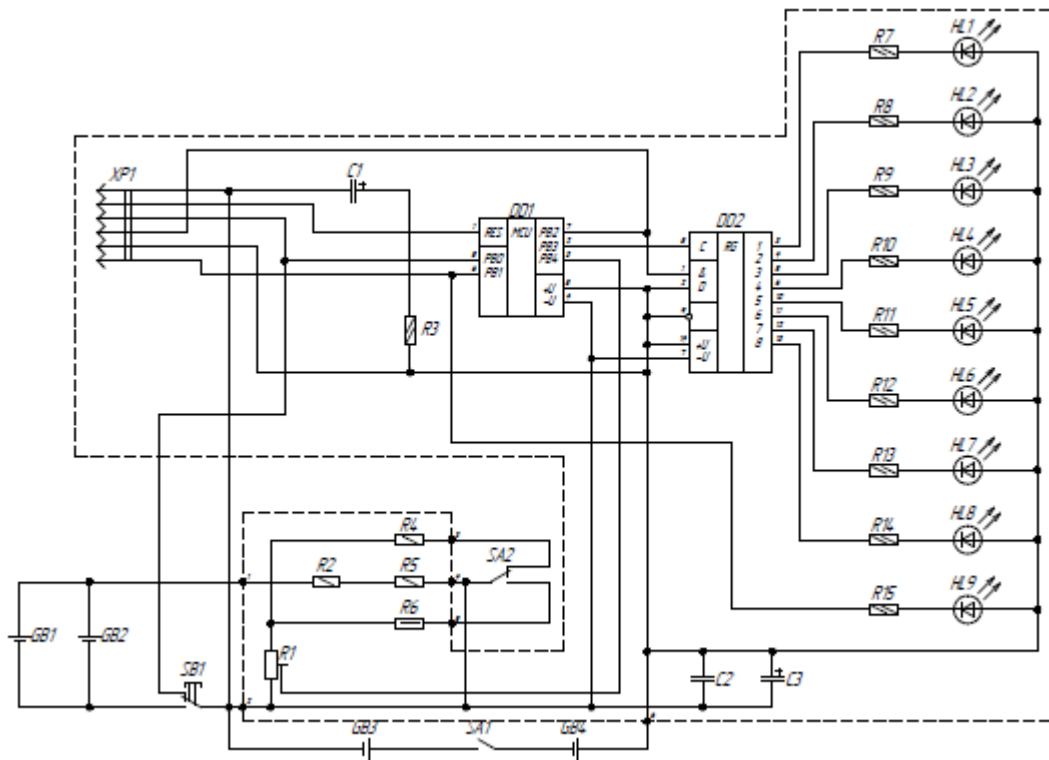 R7 HL1
R8 HL2
R9 HL3
R10 HL4
R11 HL5
R12 HL6
R13 HL7
R14 HL8
R15 HL9
XP1
C1
R3
DD1
RES MCU PB2
PB3
PB0 PB4
PB1
+U
-U
DD2
C RG 1
2
& 3
D 4
5
6
+U 7
-U 8
R4
SA2
R2 R5
R6
R1
GB1 GB2
SB1
C2 C3
GB3 SA1 GB4